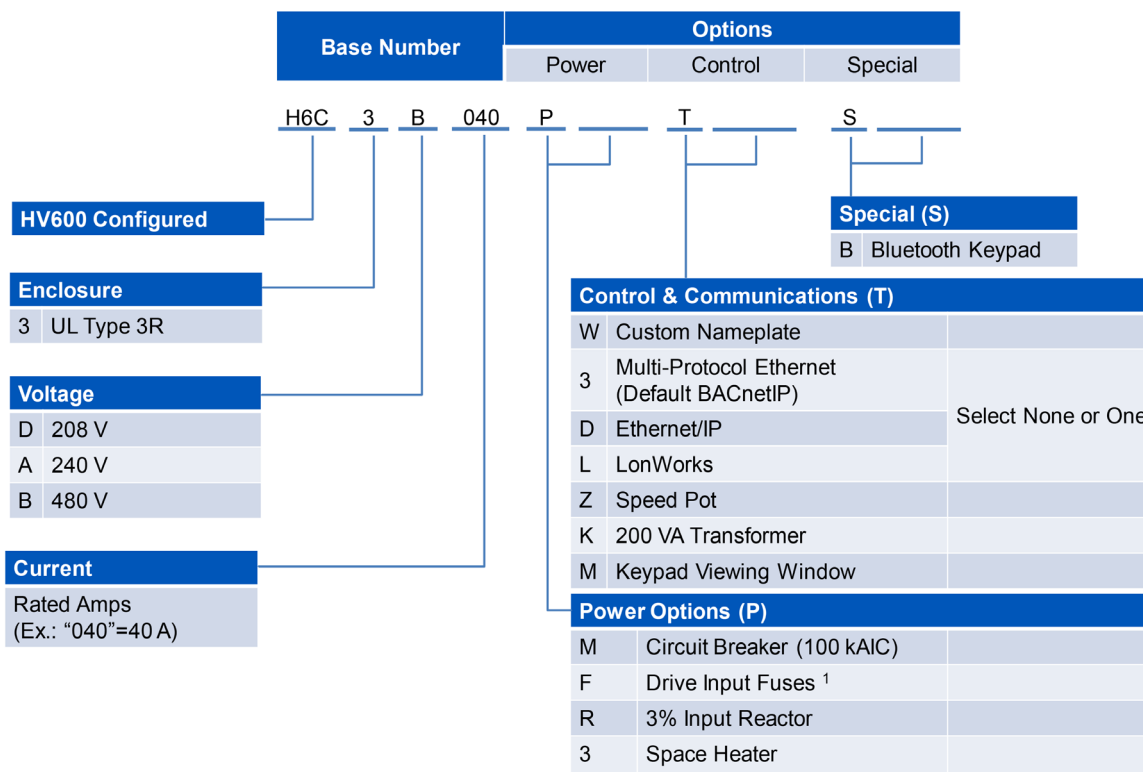 Base Number
Options
Power Control Special
H6C 3 B 040 P T S
HV600 Configured
Special (S)
B Bluetooth Keypad
Enclosure
3 UL Type 3R
Control & Communications (T)
W Custom Nameplate
3 Multi-Protocol Ethernet
(Default BACnetIP)
D Ethernet/IP
L LonWorks
Select None or One
Z Speed Pot
K 200 VA Transformer
M Keypad Viewing Window
Voltage
D 208 V
A 240 V
B 480 V
Current
Rated Amps
(Ex.: “040”=40 A)
Power Options (P)
M Circuit Breaker (100 kAIC)
F Drive Input Fuses 1
R 3% Input Reactor
3 Space Heater